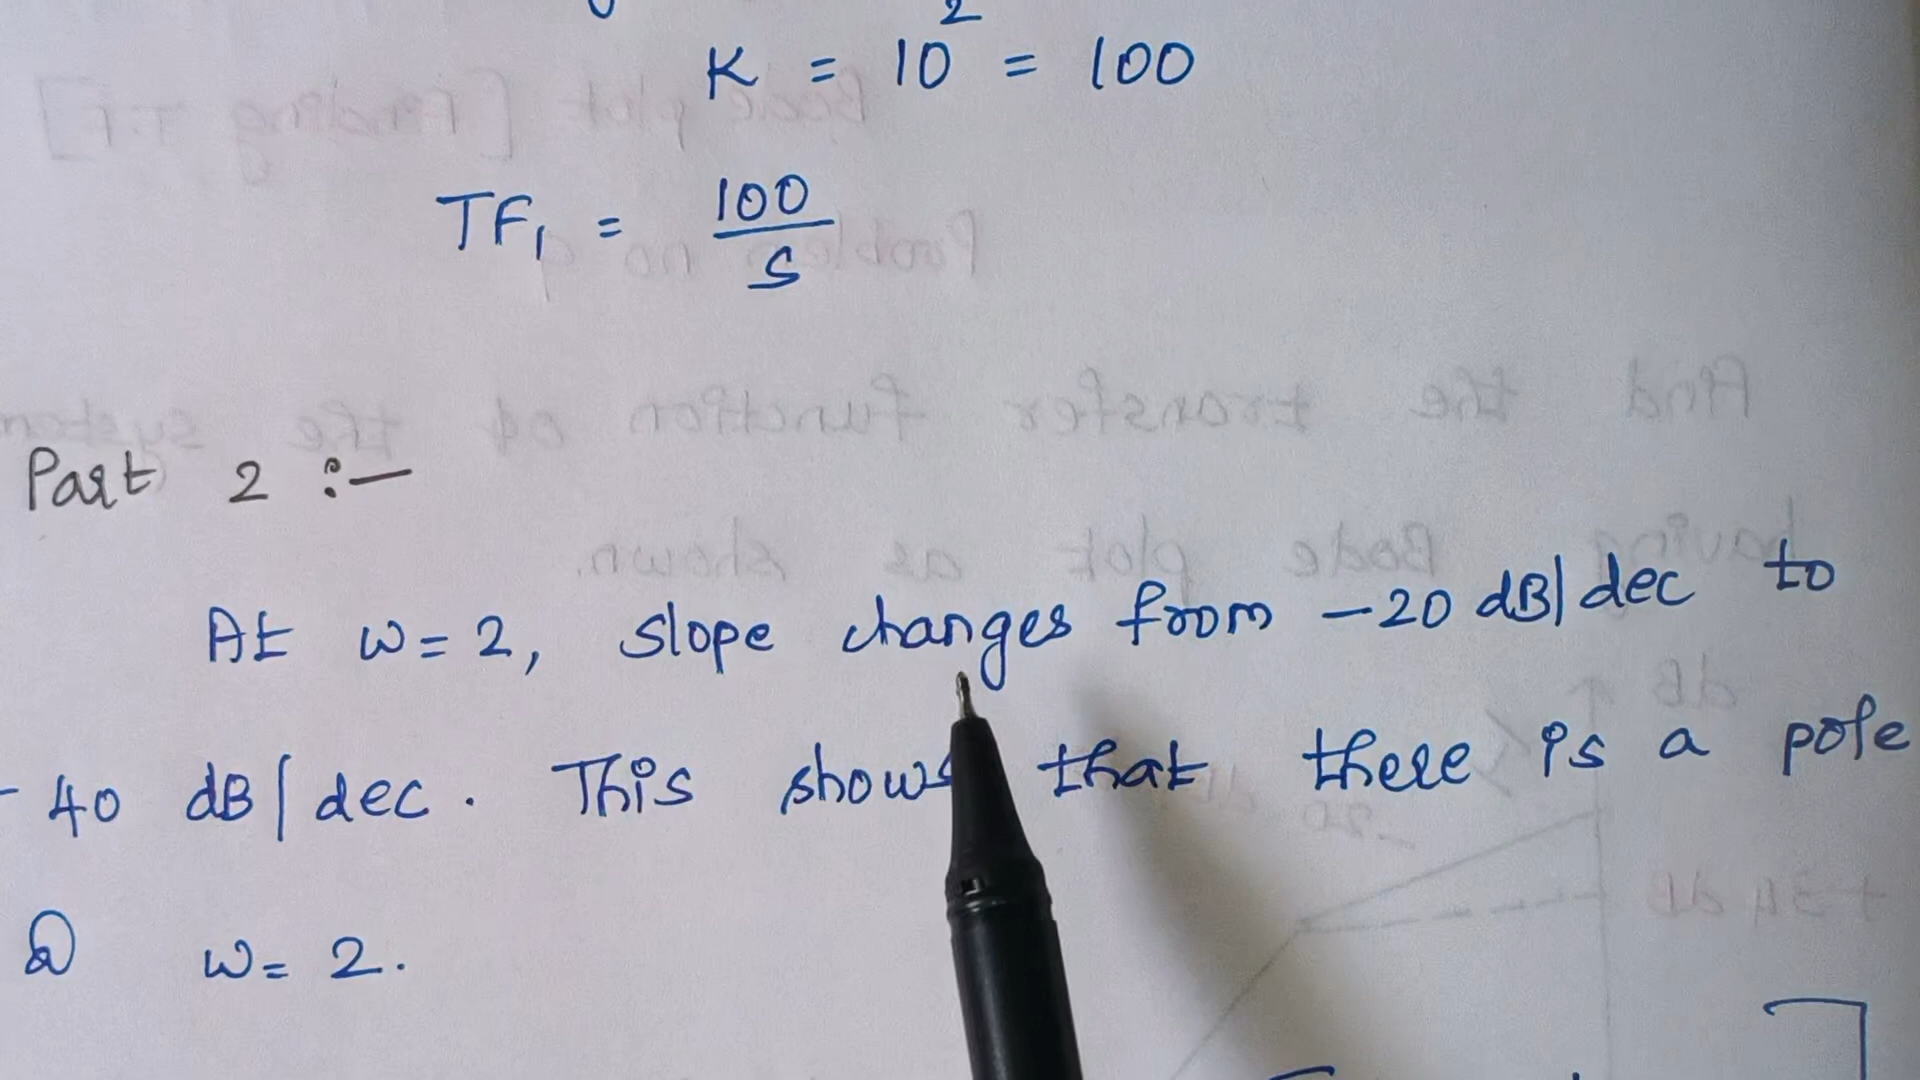 K = 10² = 100
TF₁ = 100/S
Part 2 :-
At ω = 2, slope changes from -20 dB/dec to
- 40 dB/dec. This shows that there is a pole
@ ω = 2.